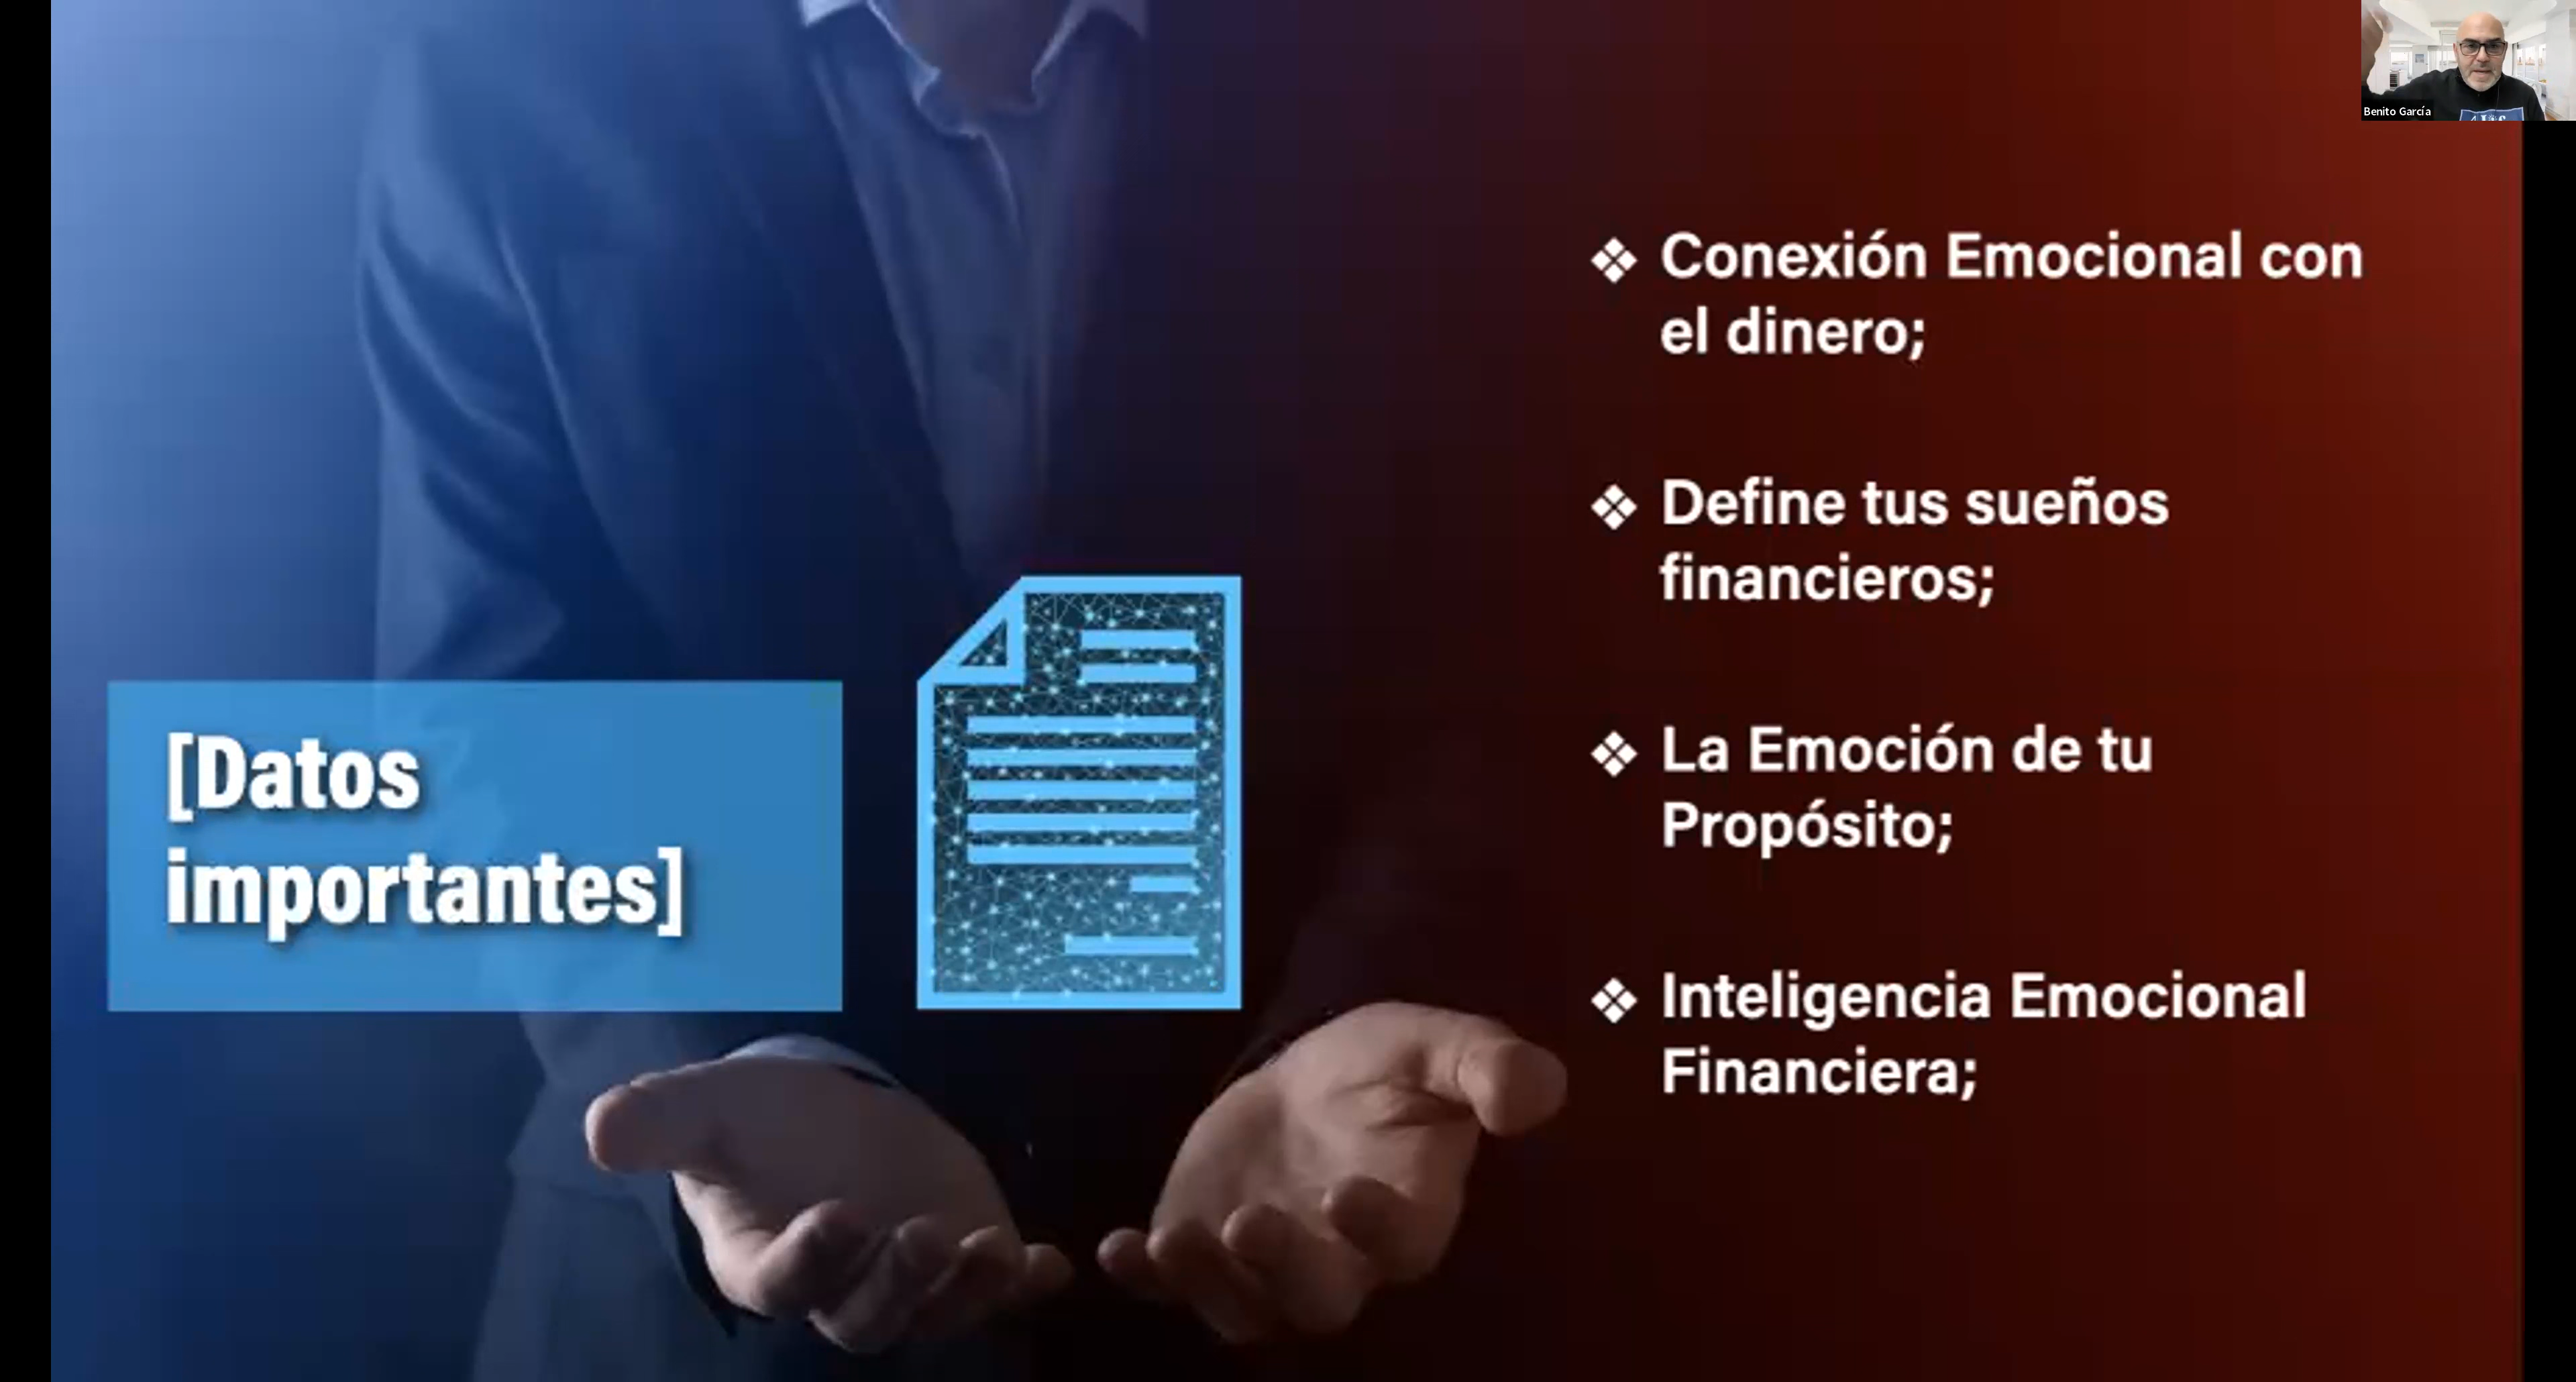 Benito García
Conexión Emocional con
el dinero;
Define tus sueños
financieros;
La Emoción de tu
Propósito;
Inteligencia Emocional
Financiera;
[Datos
importantes]